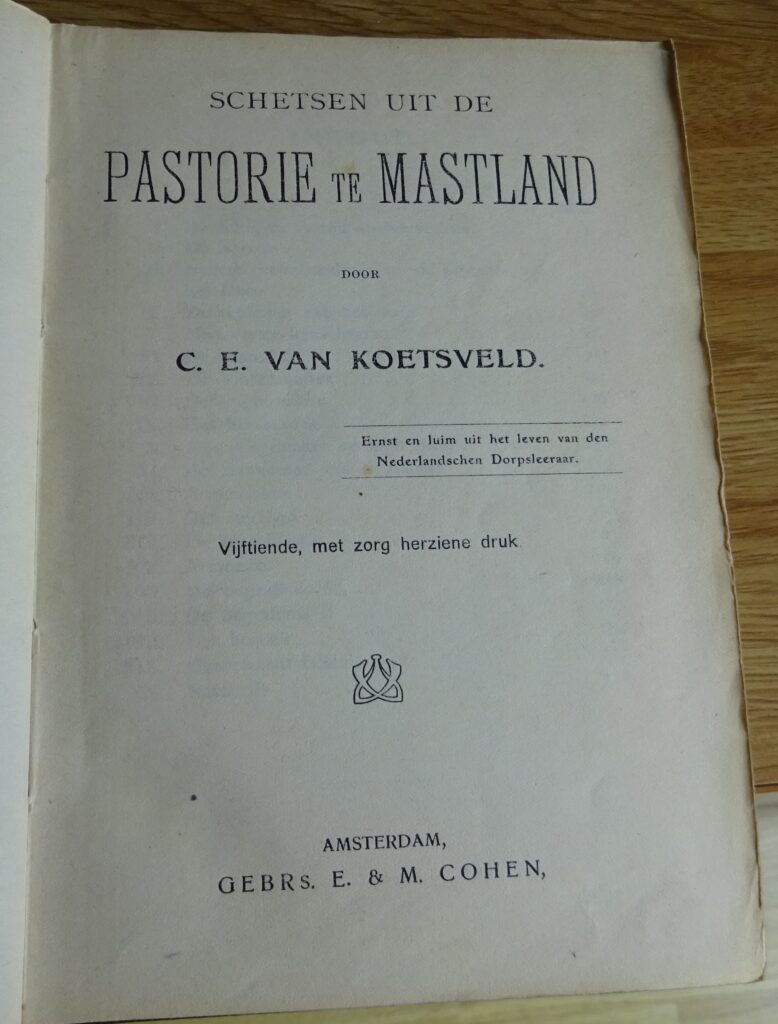 SCHETSEN UIT DE
PASTORIE TE MASTLAND
DOOR
C. E. VAN KOETSVELD.
Ernst en luim uit het leven van den
Nederlandschen Dorpsleeraar.
Vijftiende, met zorg herziene druk
AMSTERDAM,
GEBRS. E. & M. COHEN,